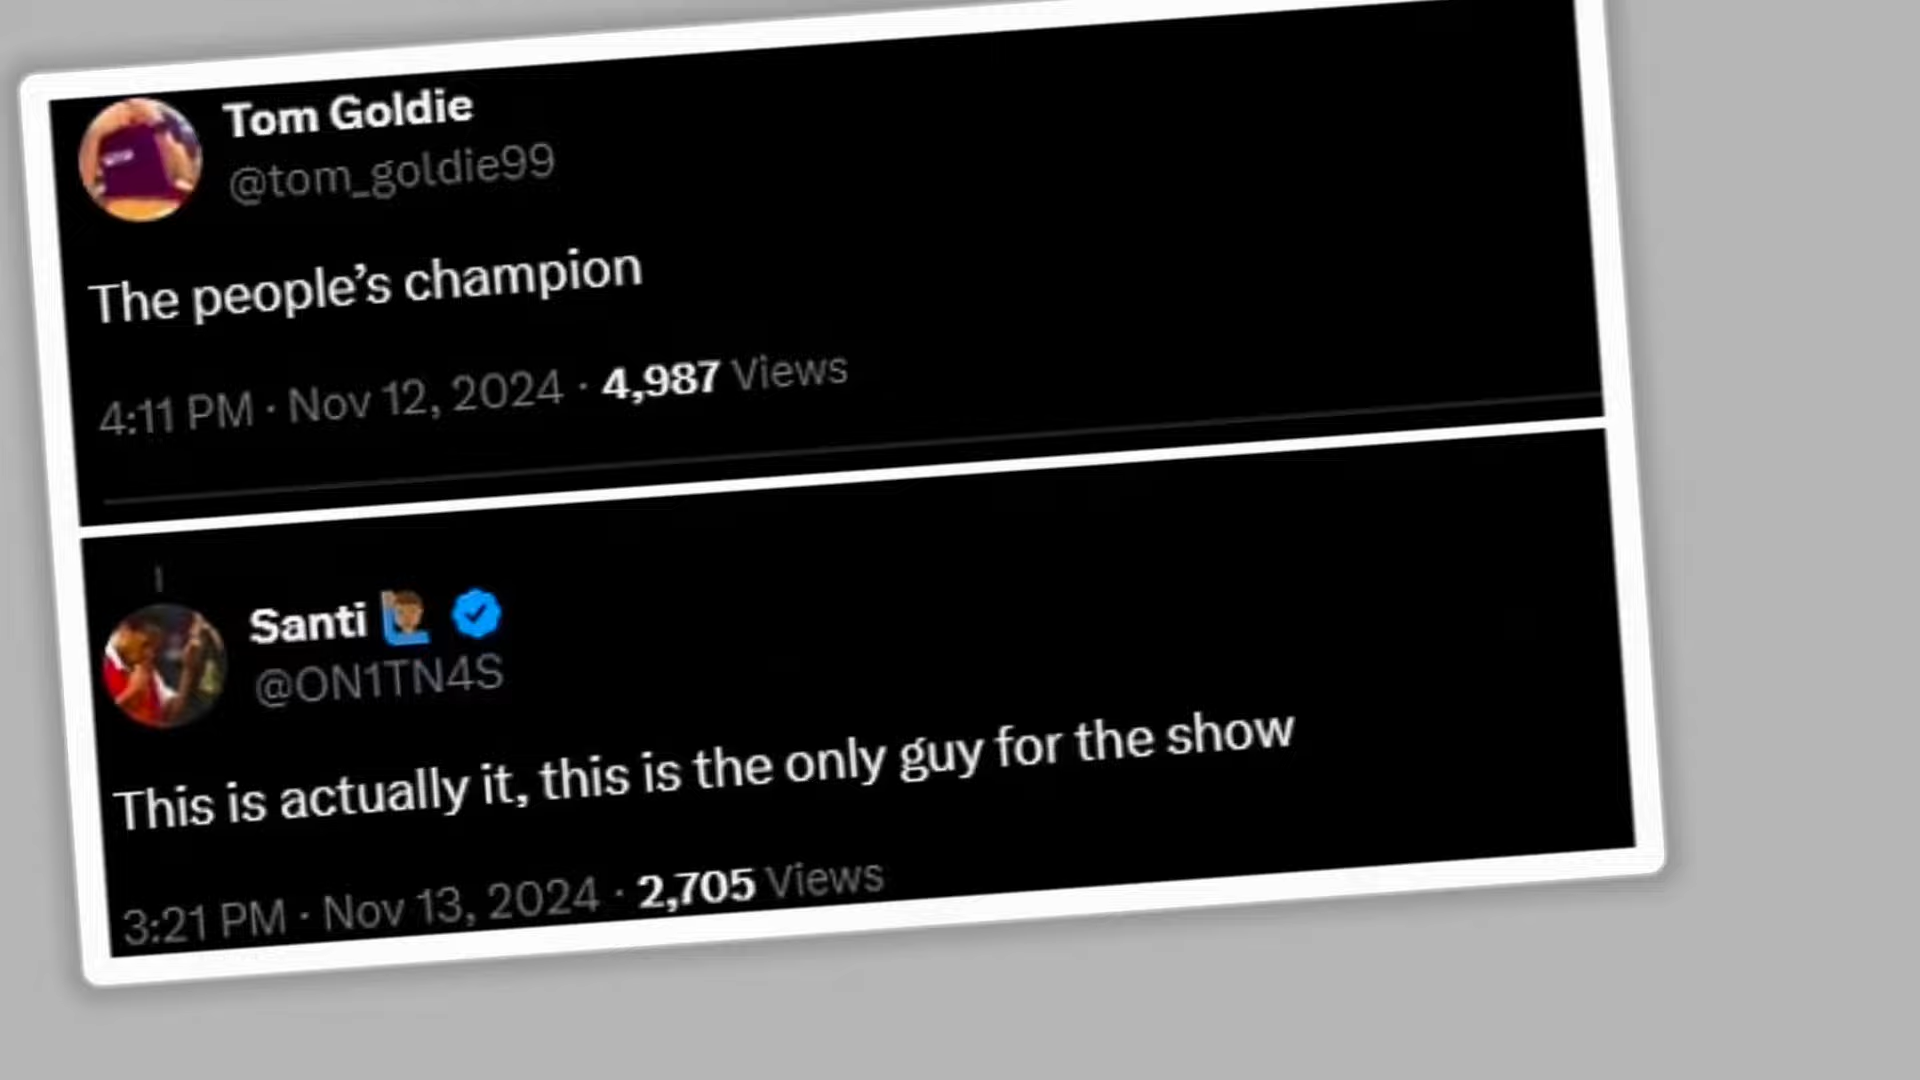 Tom Goldie
@tom_goldie99
The people’s champion
4:11 PM · Nov 12, 2024 · 4,987 Views
Santi 🙋🏽‍♂️
@ON1TN4S
This is actually it, this is the only guy for the show
3:21 PM · Nov 13, 2024 · 2,705 Views